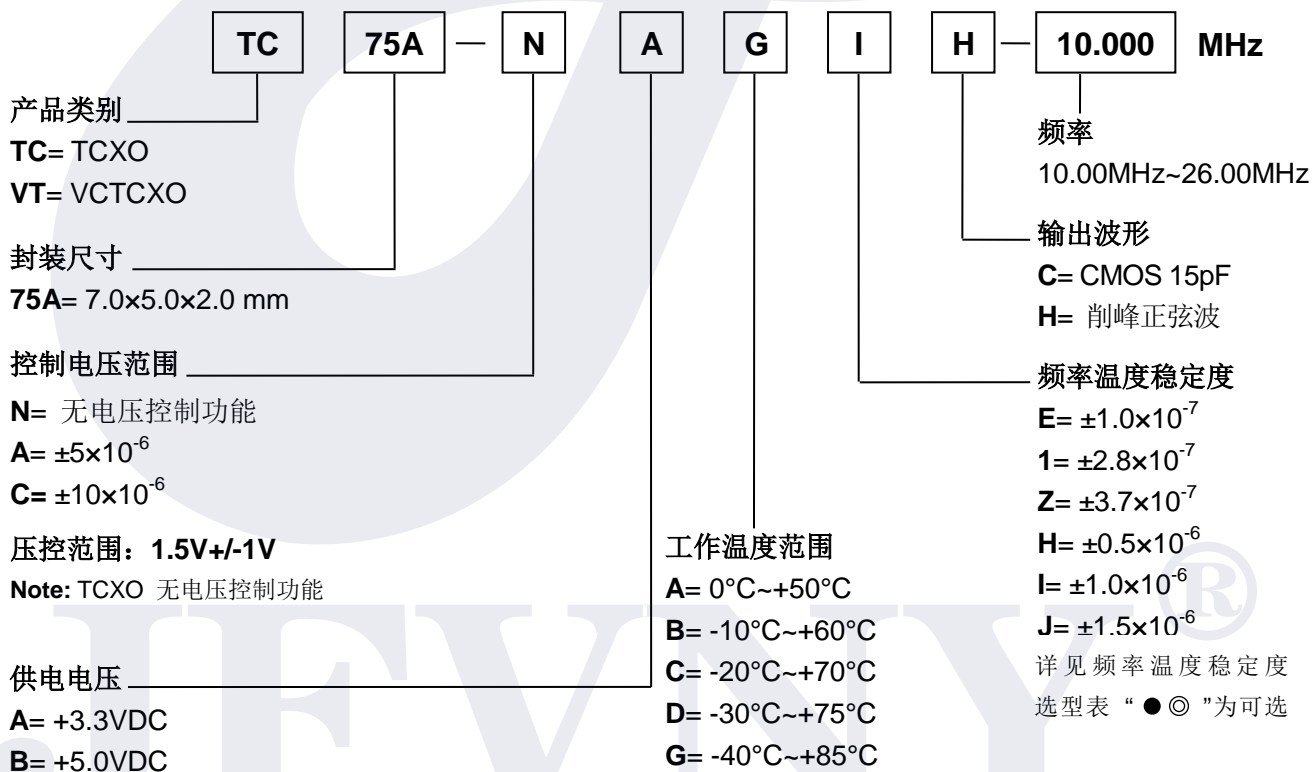 TC 75A — N A G I H — 10.000 MHz
产品类别
TC= TCXO
VT= VCTCXO
封装尺寸
75A= 7.0×5.0×2.0 mm
控制电压范围
N= 无电压控制功能
A= ±5×10⁻⁶
C= ±10×10⁻⁶
压控范围：1.5V+/-1V
Note: TCXO 无电压控制功能
供电电压
A= +3.3VDC
B= +5.0VDC
工作温度范围
A= 0°C~+50°C
B= -10°C~+60°C
C= -20°C~+70°C
D= -30°C~+75°C
G= -40°C~+85°C
频率
10.00MHz~26.00MHz
输出波形
C= CMOS 15pF
H= 削峰正弦波
频率温度稳定度
E= ±1.0×10⁻⁷
1= ±2.8×10⁻⁷
Z= ±3.7×10⁻⁷
H= ±0.5×10⁻⁶
I= ±1.0×10⁻⁶
J= ±1.5×10⁻⁶
详见频率温度稳定度
选型表 “ ●◎ ”为可选